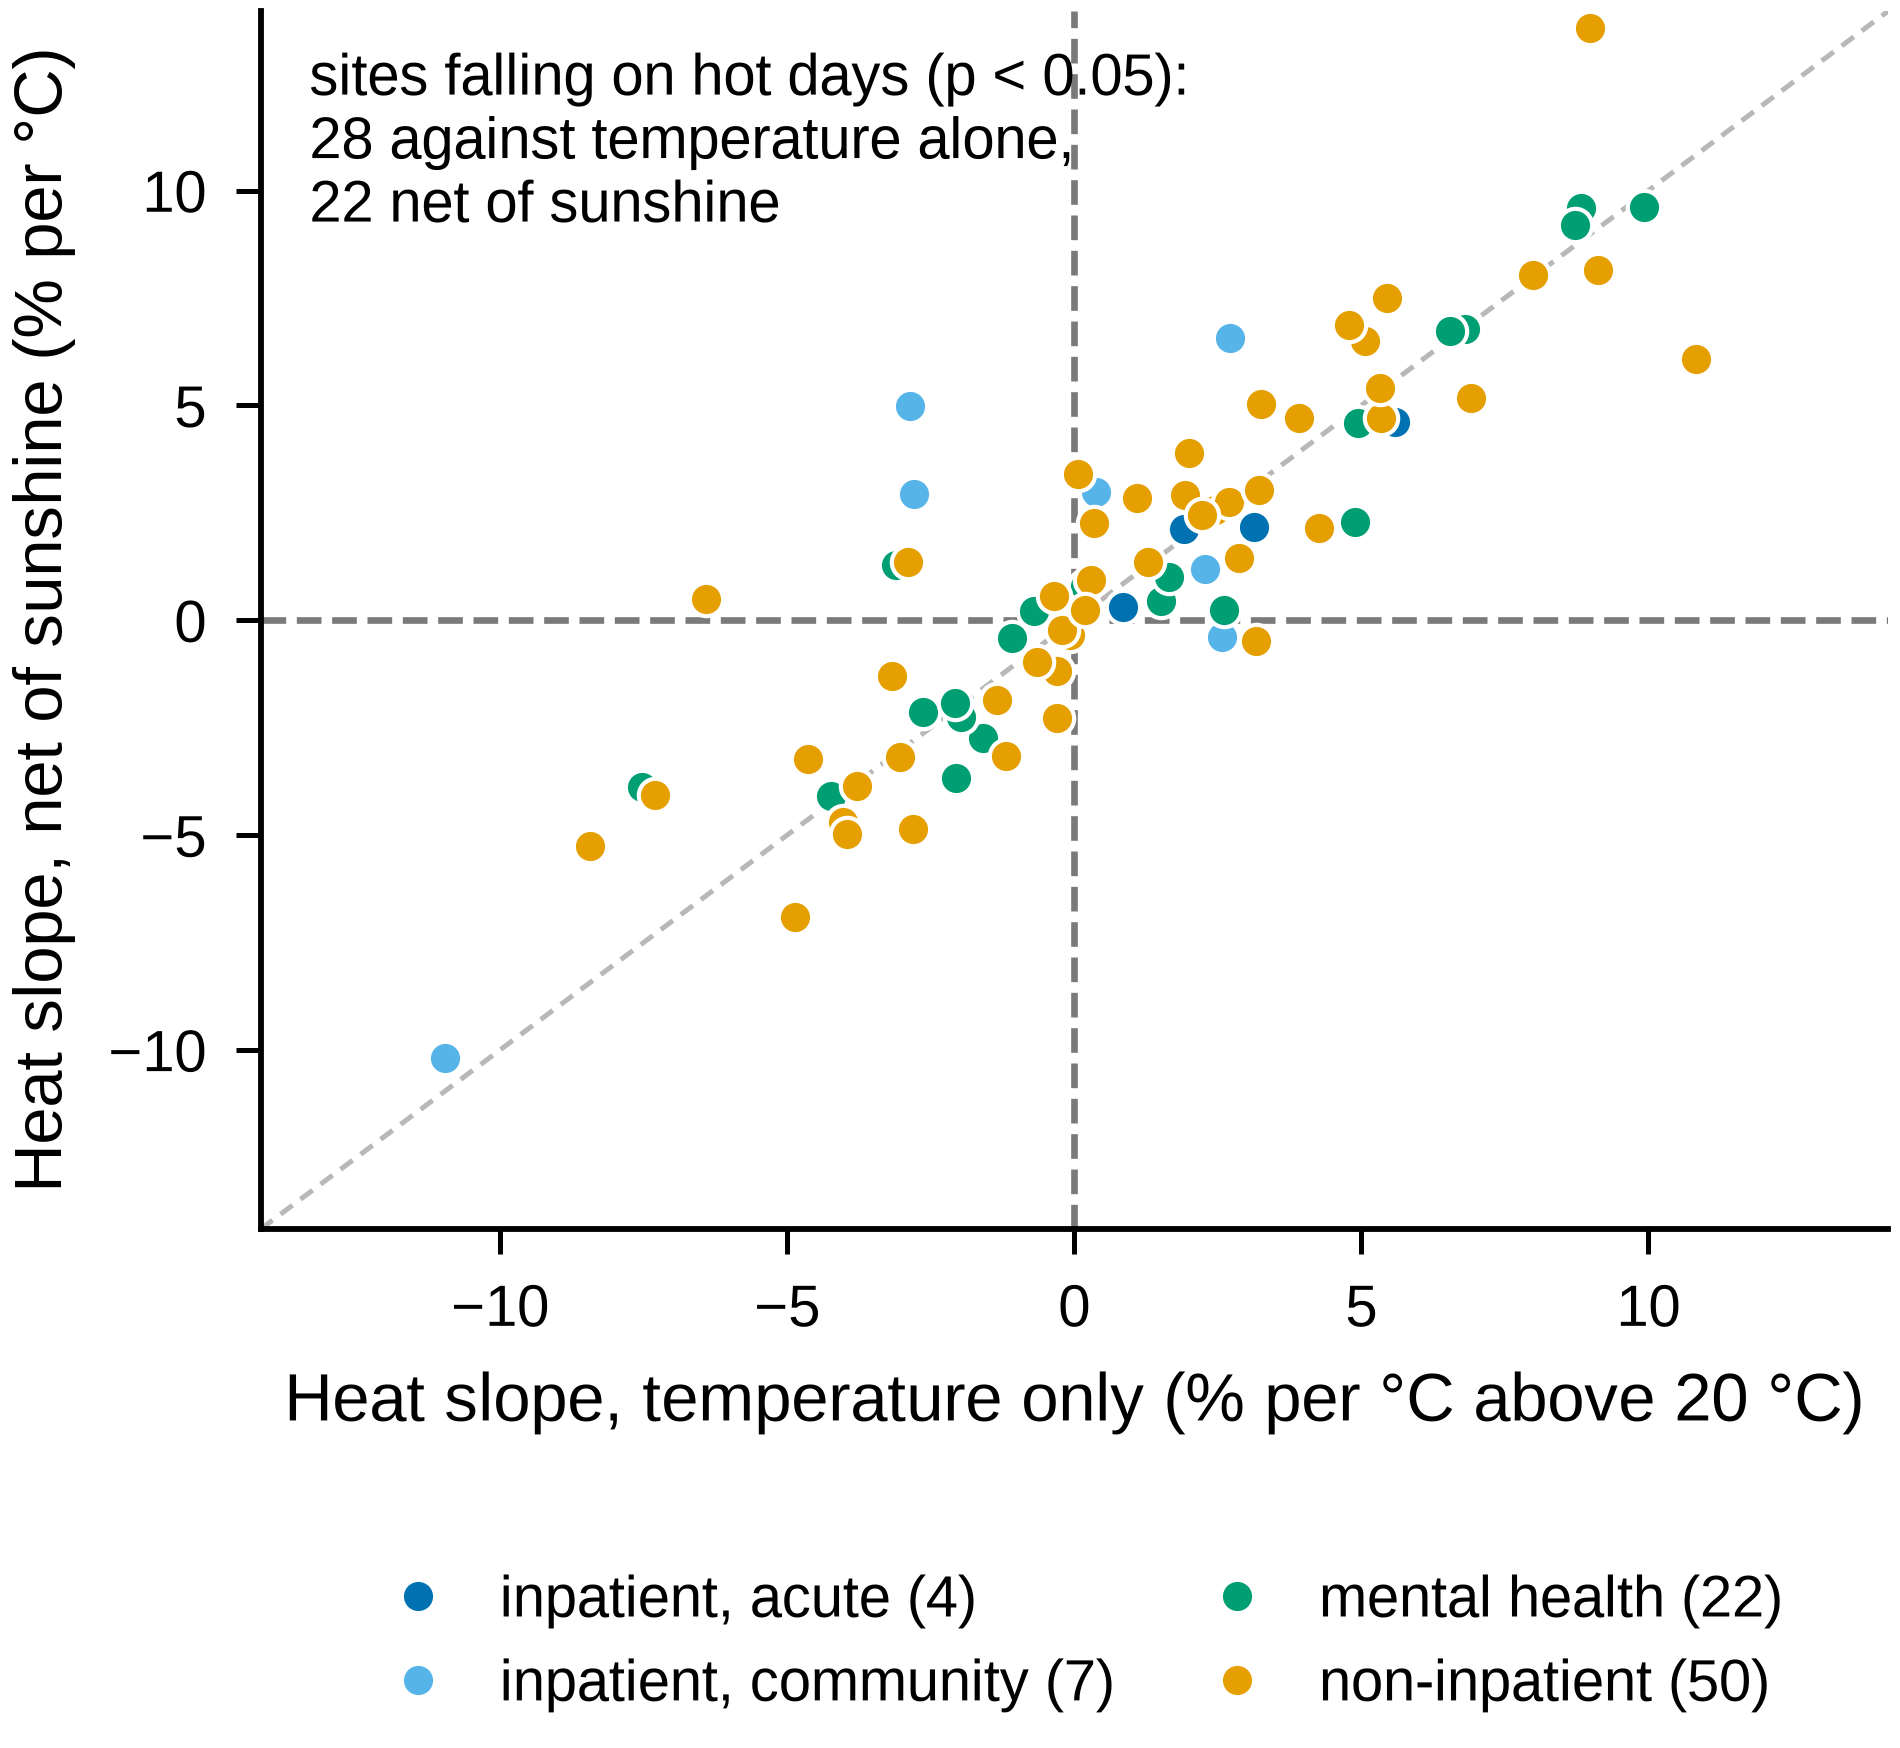 sites falling on hot days (p < 0.05):
28 against temperature alone,
22 net of sunshine
Heat slope, net of sunshine (% per °C)
10
5
0
−5
−10
−10
−5
0
5
10
Heat slope, temperature only (% per °C above 20 °C)
inpatient, acute (4)
inpatient, community (7)
mental health (22)
non-inpatient (50)